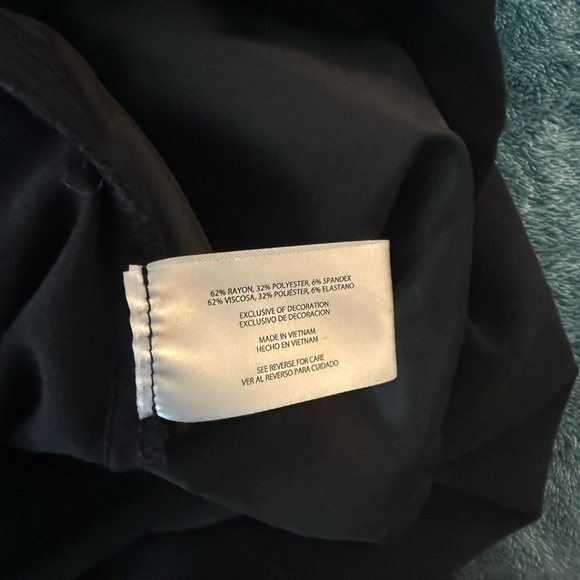 62% RAYON, 32% POLYESTER, 6% SPANDEX
62% VISCOSA, 32% POLIÉSTER, 6% ELASTANO
EXCLUSIVE OF DECORATION
EXCLUSIVO DE DECORACION
MADE IN VIETNAM
HECHO EN VIETNAM
SEE REVERSE FOR CARE
VER AL REVERSO PARA CUIDADO